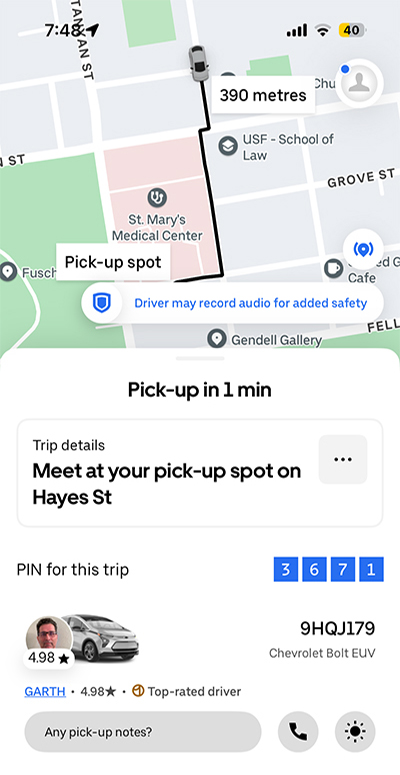 7:48
40
TANYAN ST
390 metres
Chu
USF - School of
Law
N ST
GROVE ST
St. Mary's
Medical Center
Pick-up spot
Fusch
ed G
Cafe
Driver may record audio for added safety
FELL
Gendell Gallery
Pick-up in 1 min
Trip details
Meet at your pick-up spot on
Hayes St
PIN for this trip
3 6 7 1
9HQJ179
4.98 ★
Chevrolet Bolt EUV
GARTH • 4.98★ • Top-rated driver
Any pick-up notes?